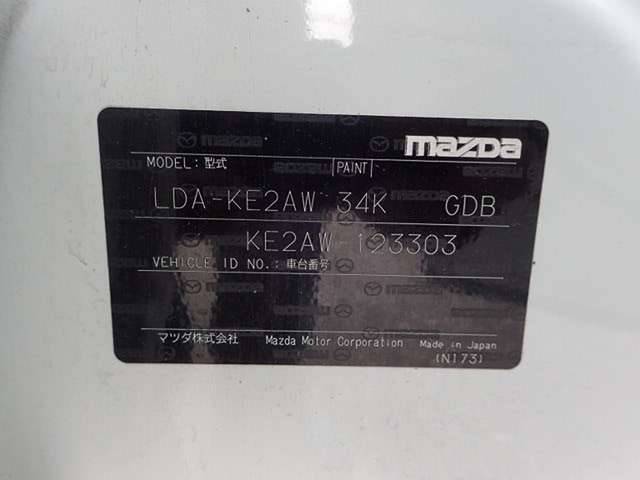 mazda
MODEL:型式 PAINT
LDA-KE2AW 34K GDB
KE2AW-123303
VEHICLE ID NO.:車台番号
マツダ株式会社 Mazda Motor Corporation Made in Japan
(N173)